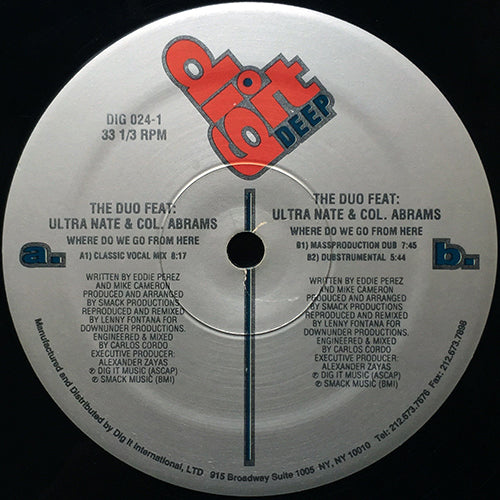 dig it
DEEP
DIG 024-1
33 1/3 RPM
THE DUO FEAT:
ULTRA NATE & COL. ABRAMS
WHERE DO WE GO FROM HERE
a.
A1) CLASSIC VOCAL MIX 8:17
WRITTEN BY EDDIE PEREZ
AND MIKE CAMERON
PRODUCED AND ARRANGED
BY SMACK PRODUCTIONS.
REPRODUCED AND REMIXED
BY LENNY FONTANA FOR
DOWNUNDER PRODUCTIONS.
ENGINEERED & MIXED
BY CARLOS CORDO
EXECUTIVE PRODUCER:
ALEXANDER ZAYAS
℗ DIG IT MUSIC (ASCAP)
℗ SMACK MUSIC (BMI)
THE DUO FEAT:
ULTRA NATE & COL. ABRAMS
WHERE DO WE GO FROM HERE
B1) MASSPRODUCTION DUB 7:45
b.
B2) DUBSTRUMENTAL 5:44
WRITTEN BY EDDIE PEREZ
AND MIKE CAMERON
PRODUCED AND ARRANGED
BY SMACK PRODUCTIONS.
REPRODUCED AND REMIXED
BY LENNY FONTANA FOR
DOWNUNDER PRODUCTIONS.
ENGINEERED & MIXED
BY CARLOS CORDO
EXECUTIVE PRODUCER:
ALEXANDER ZAYAS
℗ DIG IT MUSIC (ASCAP)
℗ SMACK MUSIC (BMI)
Manufactured and Distributed by Dig It International, LTD 915 Broadway Suite 1005 NY, NY 10010 Tel: 212.673.7676 Fax: 212.673.7898